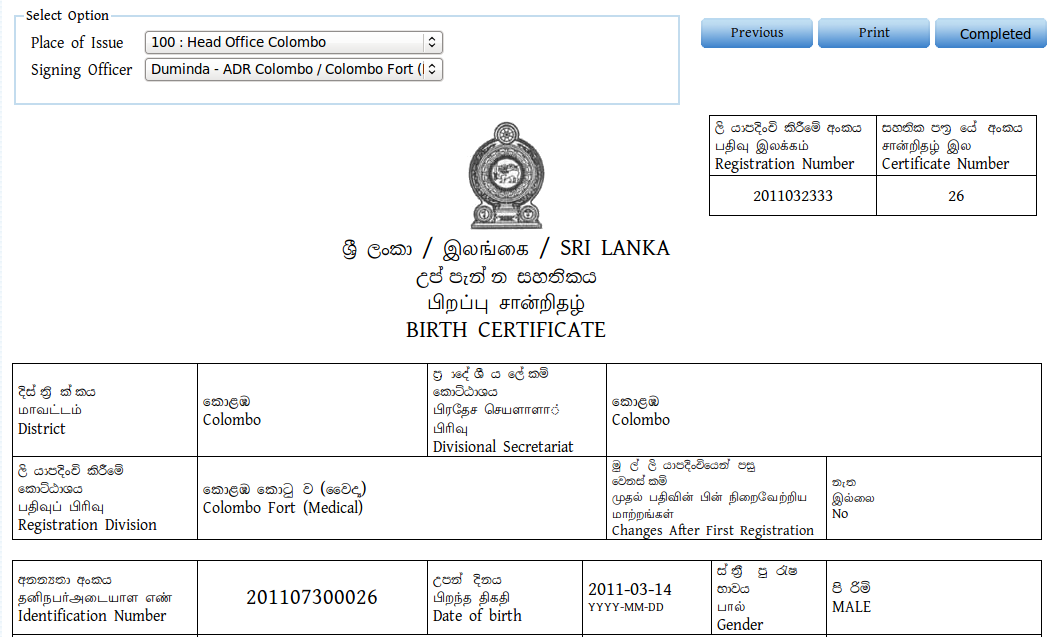 Select Option
Place of Issue
100 : Head Office Colombo
Signing Officer
Duminda - ADR Colombo / Colombo Fort (
Previous
Print
Completed
ලි යාපදිංචි කිරීමේ අංකය
பதிவு இலக்கம்
Registration Number
සහතික පත්‍ර යේ අංකය
சான்றிதழ் இல
Certificate Number
2011032333
26
ශ්‍රී ලංකා / இலங்கை / SRI LANKA
උප් පැන් න සහතිකය
பிறப்பு சான்றிதழ்
BIRTH CERTIFICATE
දිස් ත්‍රි ක් කය
மாவட்டம்
District
කොළඹ
Colombo
ප්‍ර ාදේ ශී ය ලේ කම්
කොට්ඨාශය
பிரதேச செயளாளா்
பிரிவு
Divisional Secretariat
කොළඹ
Colombo
ලි යාපදිංචි කිරීමේ
කොට්ඨාශය
பதிவுப் பிரிவு
Registration Division
කොළඹ කොටු ව (වෛද්‍ය)
Colombo Fort (Medical)
මු ල් ලි යාපදිංචියෙන් පසු
වෙනස් කම්
முதல் பதிவின் பின் நிறைவேற்றிய
மாற்றங்கள்
Changes After First Registration
නැත
இல்லை
No
අනන්‍යතා අංකය
தனிநபர்அடையாள எண்
Identification Number
201107300026
උපන් දිනය
பிறந்த திகதி
Date of birth
2011-03-14
YYYY-MM-DD
ස් ත්‍රී පු රුෂ
භාවය
பால்
Gender
පි රිමි
MALE